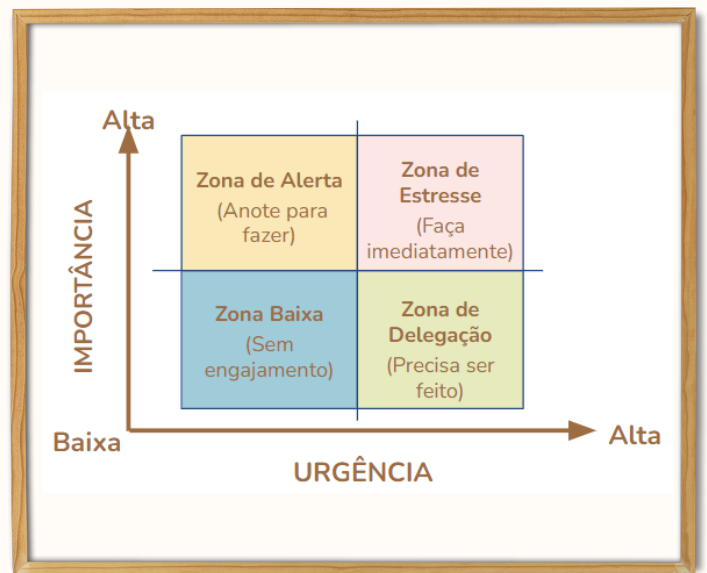 Alta
IMPORTÂNCIA
Zona de Alerta
(Anote para
fazer)
Zona de
Estresse
(Faça
imediatamente)
Zona Baixa
(Sem
engajamento)
Zona de
Delegação
(Precisa ser
feito)
Baixa
Alta
URGÊNCIA